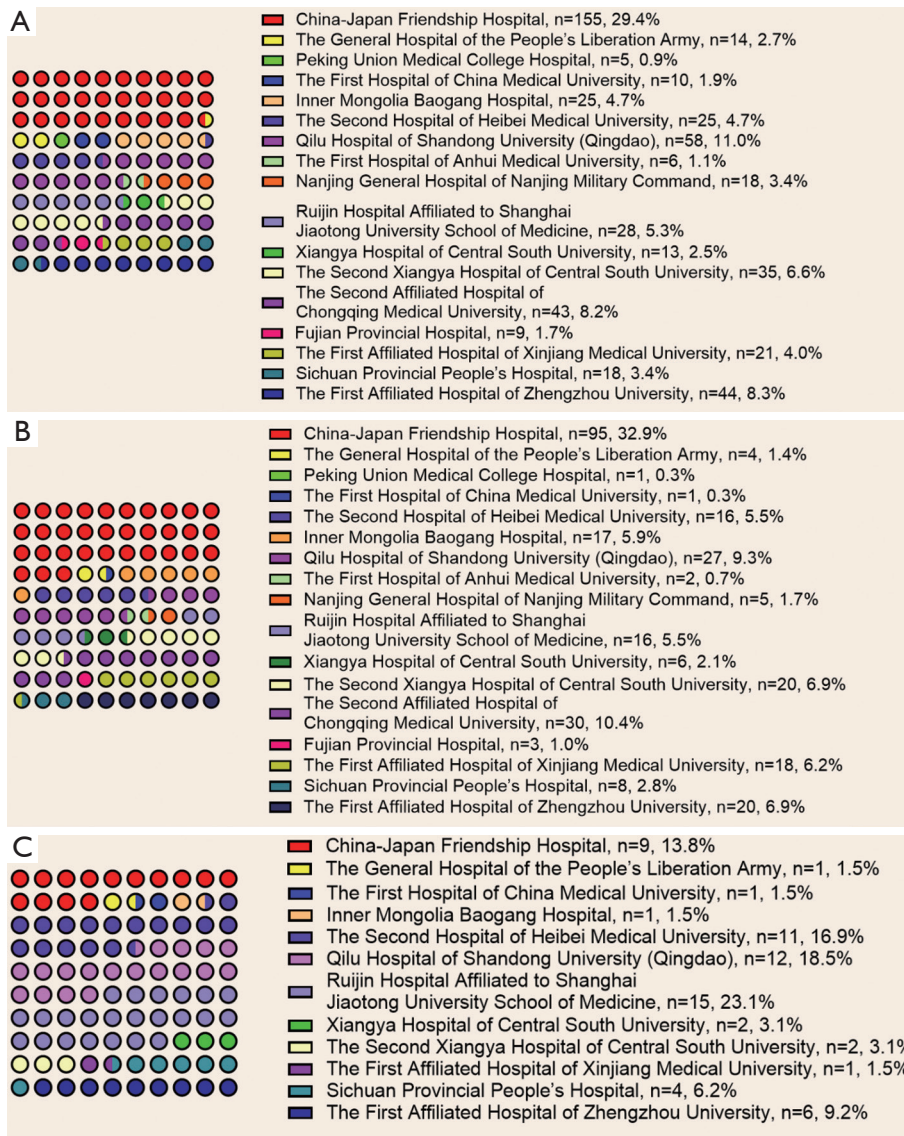 A
China-Japan Friendship Hospital, n=155, 29.4%
The General Hospital of the People's Liberation Army, n=14, 2.7%
Peking Union Medical College Hospital, n=5, 0.9%
The First Hospital of China Medical University, n=10, 1.9%
Inner Mongolia Baogang Hospital, n=25, 4.7%
The Second Hospital of Heibei Medical University, n=25, 4.7%
Qilu Hospital of Shandong University (Qingdao), n=58, 11.0%
The First Hospital of Anhui Medical University, n=6, 1.1%
Nanjing General Hospital of Nanjing Military Command, n=18, 3.4%
Ruijin Hospital Affiliated to Shanghai
Jiaotong University School of Medicine, n=28, 5.3%
Xiangya Hospital of Central South University, n=13, 2.5%
The Second Xiangya Hospital of Central South University, n=35, 6.6%
The Second Affiliated Hospital of
Chongqing Medical University, n=43, 8.2%
Fujian Provincial Hospital, n=9, 1.7%
The First Affiliated Hospital of Xinjiang Medical University, n=21, 4.0%
Sichuan Provincial People's Hospital, n=18, 3.4%
The First Affiliated Hospital of Zhengzhou University, n=44, 8.3%
B
China-Japan Friendship Hospital, n=95, 32.9%
The General Hospital of the People's Liberation Army, n=4, 1.4%
Peking Union Medical College Hospital, n=1, 0.3%
The First Hospital of China Medical University, n=1, 0.3%
The Second Hospital of Heibei Medical University, n=16, 5.5%
Inner Mongolia Baogang Hospital, n=17, 5.9%
Qilu Hospital of Shandong University (Qingdao), n=27, 9.3%
The First Hospital of Anhui Medical University, n=2, 0.7%
Nanjing General Hospital of Nanjing Military Command, n=5, 1.7%
Ruijin Hospital Affiliated to Shanghai
Jiaotong University School of Medicine, n=16, 5.5%
Xiangya Hospital of Central South University, n=6, 2.1%
The Second Xiangya Hospital of Central South University, n=20, 6.9%
The Second Affiliated Hospital of
Chongqing Medical University, n=30, 10.4%
Fujian Provincial Hospital, n=3, 1.0%
The First Affiliated Hospital of Xinjiang Medical University, n=18, 6.2%
Sichuan Provincial People's Hospital, n=8, 2.8%
The First Affiliated Hospital of Zhengzhou University, n=20, 6.9%
C
China-Japan Friendship Hospital, n=9, 13.8%
The General Hospital of the People's Liberation Army, n=1, 1.5%
The First Hospital of China Medical University, n=1, 1.5%
Inner Mongolia Baogang Hospital, n=1, 1.5%
The Second Hospital of Heibei Medical University, n=11, 16.9%
Qilu Hospital of Shandong University (Qingdao), n=12, 18.5%
Ruijin Hospital Affiliated to Shanghai
Jiaotong University School of Medicine, n=15, 23.1%
Xiangya Hospital of Central South University, n=2, 3.1%
The Second Xiangya Hospital of Central South University, n=2, 3.1%
The First Affiliated Hospital of Xinjiang Medical University, n=1, 1.5%
Sichuan Provincial People's Hospital, n=4, 6.2%
The First Affiliated Hospital of Zhengzhou University, n=6, 9.2%